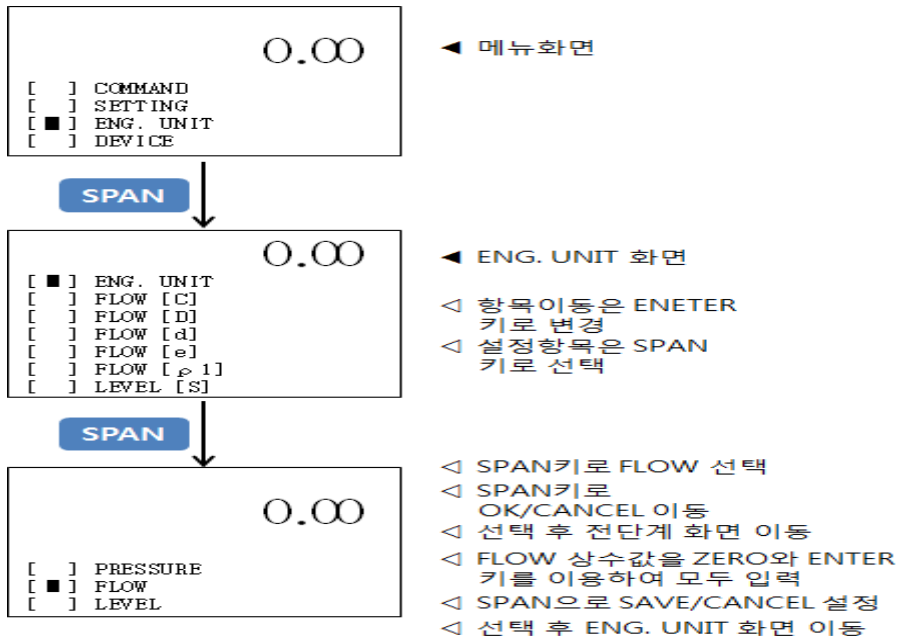 0.00
◄ 메뉴화면
[ ] COMMAND
[ ] SETTING
[■] ENG. UNIT
[ ] DEVICE
SPAN
0.00
◄ ENG. UNIT 화면
[■] ENG. UNIT
[ ] FLOW [C]
[ ] FLOW [D]
[ ] FLOW [d]
[ ] FLOW [e]
[ ] FLOW [ρ1]
[ ] LEVEL [S]
◁ 항목이동은 ENETER
키로 변경
◁ 설정항목은 SPAN
키로 선택
SPAN
0.00
[ ] PRESSURE
[■] FLOW
[ ] LEVEL
◁ SPAN키로 FLOW 선택
◁ SPAN키로
OK/CANCEL 이동
◁ 선택 후 전단계 화면 이동
◁ FLOW 상수값을 ZERO와 ENTER
키를 이용하여 모두 입력
◁ SPAN으로 SAVE/CANCEL 설정
◁ 선택 후 ENG. UNIT 화면 이동